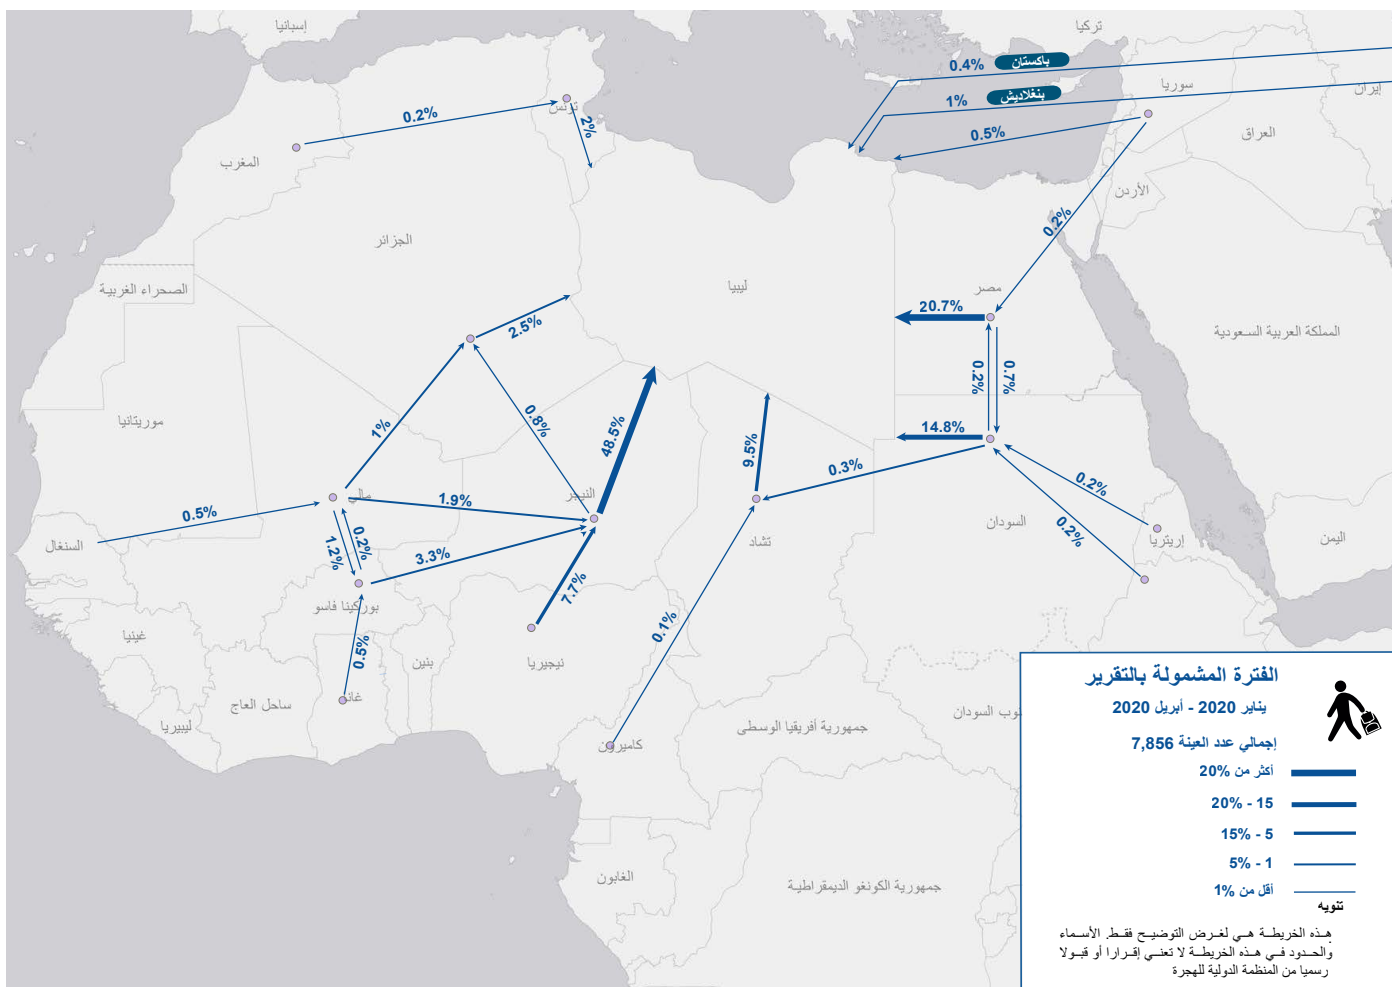 إسبانيا
تركيا
باكستان
0.4%
بنغلاديش
1%
سوريا
إيران
0.5%
العراق
تونس
2%
0.2%
المغرب
الأردن
0.2%
الجزائر
ليبيا
مصر
الصحراء الغربية
20.7%
المملكة العربية السعودية
2.5%
0.2%
0.7%
موريتانيا
1%
0.8%
48.5%
9.5%
14.8%
0.3%
0.2%
مالي
1.9%
النيجر
0.5%
السنغال
0.2%
1.2%
3.3%
تشاد
السودان
0.2%
إريتريا
اليمن
7.7%
بوركينا فاسو
0.1%
غينيا
0.5%
بنين
نيجيريا
غانا
ساحل العاج
ليبيريا
كاميرون
جمهورية أفريقيا الوسطى
وب السودان
الغابون
جمهورية الكونغو الديمقراطية
الفترة المشمولة بالتقرير
يناير 2020 - أبريل 2020
إجمالي عدد العينة 7,856
أكثر من 20%
15 - 20%
5 - 15%
1 - 5%
أقل من 1%
تنويه
هذه الخريطة هي لغرض التوضيح فقط. الأسماء
والحدود في هذه الخريطة لا تعني إقرارا أو قبولا
رسميا من المنظمة الدولية للهجرة